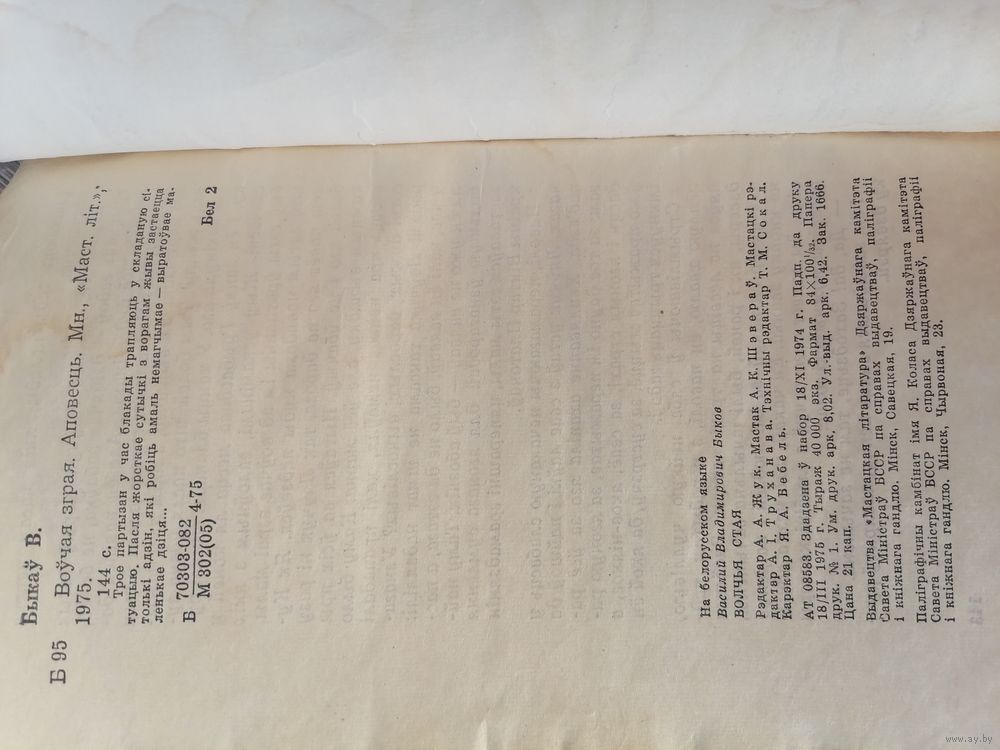 Быкаў В.
Б 95
Воўчая зграя. Аповесць. Мн., «Маст. літ.»,
1975.
144 с.
Трое партызан у час блакады трапляюць у складаную сі-
туацыю. Пасля жорсткае сутычкі з ворагам жывы застаецца
толькі адзін, які робіць амаль немагчымае — выратоўвае ма-
ленькае дзіця...
Б 70303-082 4-75
М 302(05)
Бел 2
На белорусском языке
Василий Владимирович Быков
ВОЛЧЬЯ СТАЯ
Рэдактар А. А. Жук. Мастак А. К. Шэвераў. Мастацкі рэ-
дактар А. І. Труханава. Тэхнічны рэдактар Т. М. Сокал.
Карэктар Я. А. Бебель.
АТ 08583. Здадзена ў набор 18/XI 1974 г. Падп. да друку
18/III 1975 г. Тыраж 40 000 экз. Фармат 84×100¹/₃₂. Папера
друк. № 1. Ум. друк. арк, 8,02. Ул.-выд. арк. 6,42. Зак. 1666.
Цана 21 кап.
Выдавецтва «Мастацкая літаратура» Дзяржаўнага камітэта
Савета Міністраў БССР па справах выдавецтваў, паліграфіі
і кніжнага гандлю. Мінск, Савецкая, 19.
Паліграфічны камбінат імя Я. Коласа Дзяржаўнага камітэта
Савета Міністраў БССР па справах выдавецтваў, паліграфіі
і кніжнага гандлю. Мінск, Чырвоная, 23.
www.ay.by